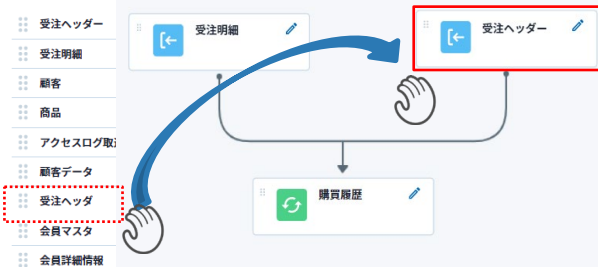 受注ヘッダー
受注明細
顧客
商品
アクセスログ取
顧客データ
受注ヘッダ
会員マスタ
会員詳細情報
受注明細
受注ヘッダー
購買履歴